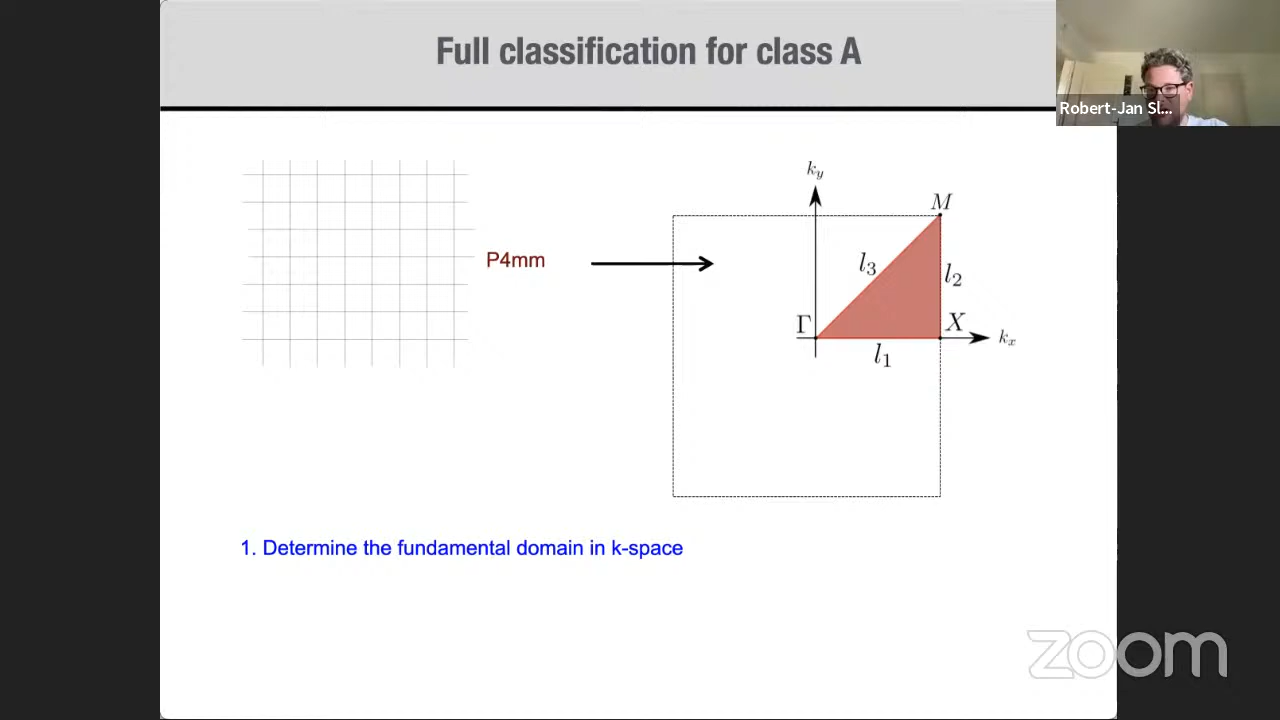 Full classification for class A
Robert-Jan Sl...
k_y
M
P4mm
l_3
l_2
Γ
X
k_x
l_1
1. Determine the fundamental domain in k-space
zoom